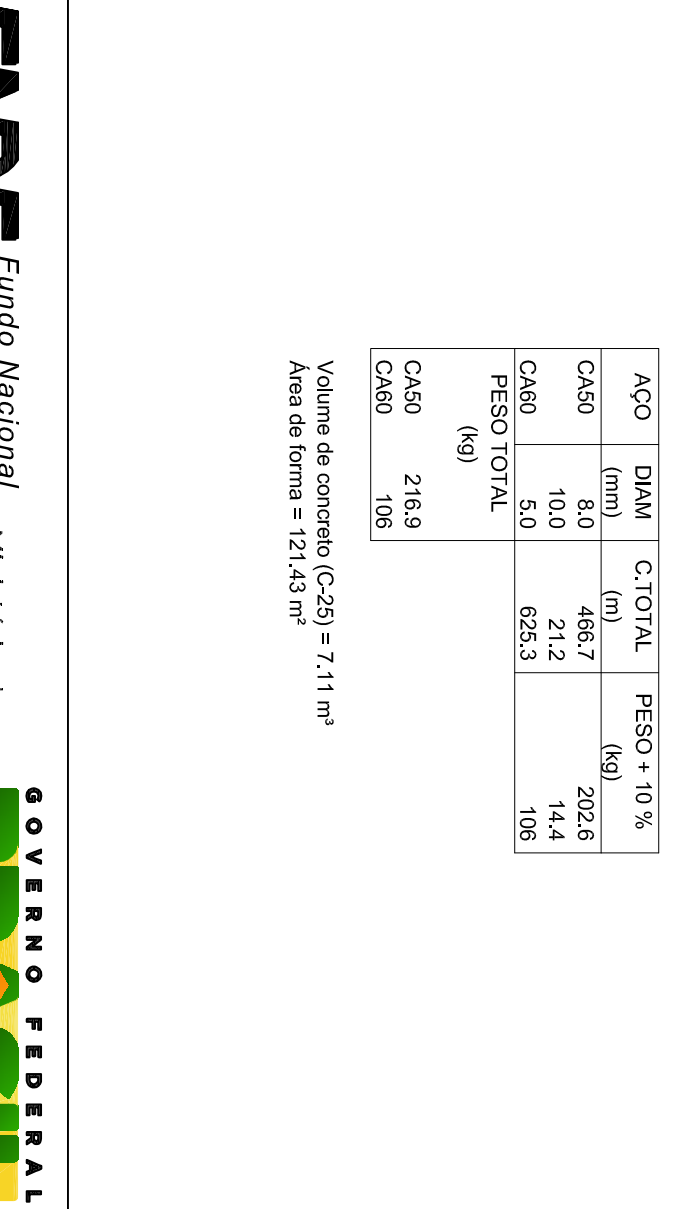 AÇO DIAM C.TOTAL PESO + 10 %
(mm) (m) (kg)
CA50 8.0 466.7 202.6
10.0 21.2 14.4
CA60 5.0 625.3 106
PESO TOTAL
(kg)
CA50 216.9
CA60 106
Volume de concreto (C-25) = 7.11 m³
Área de forma = 121.43 m²
GOVERNO FEDERAL
Fundo Nacional